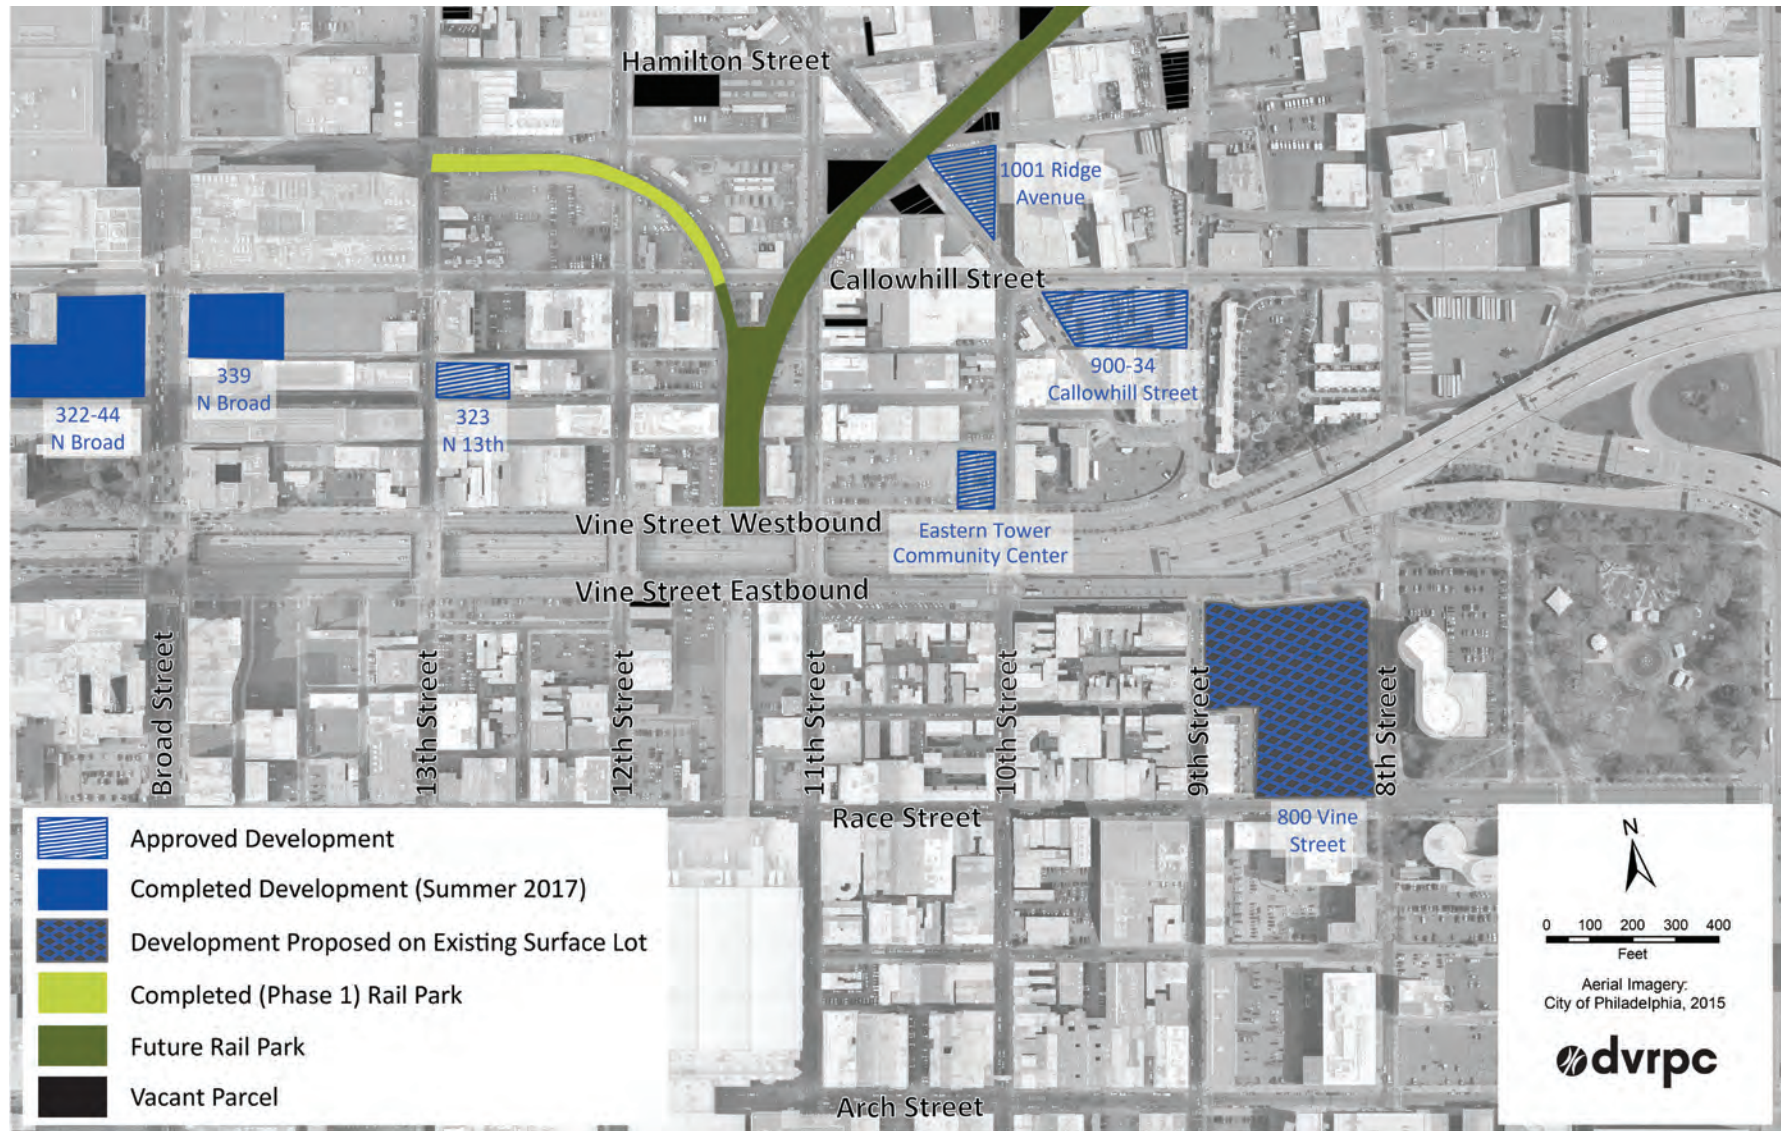 Hamilton Street
1001 Ridge
Avenue
Callowhill Street
322-44
N Broad
339
N Broad
323
N 13th
900-34
Callowhill Street
Vine Street Westbound
Eastern Tower
Community Center
Vine Street Eastbound
Broad Street
13th Street
12th Street
11th Street
10th Street
9th Street
8th Street
Race Street
800 Vine
Street
Arch Street
Approved Development
Completed Development (Summer 2017)
Development Proposed on Existing Surface Lot
Completed (Phase 1) Rail Park
Future Rail Park
Vacant Parcel
N
0 100 200 300 400
Feet
Aerial Imagery:
City of Philadelphia, 2015
dvrpc